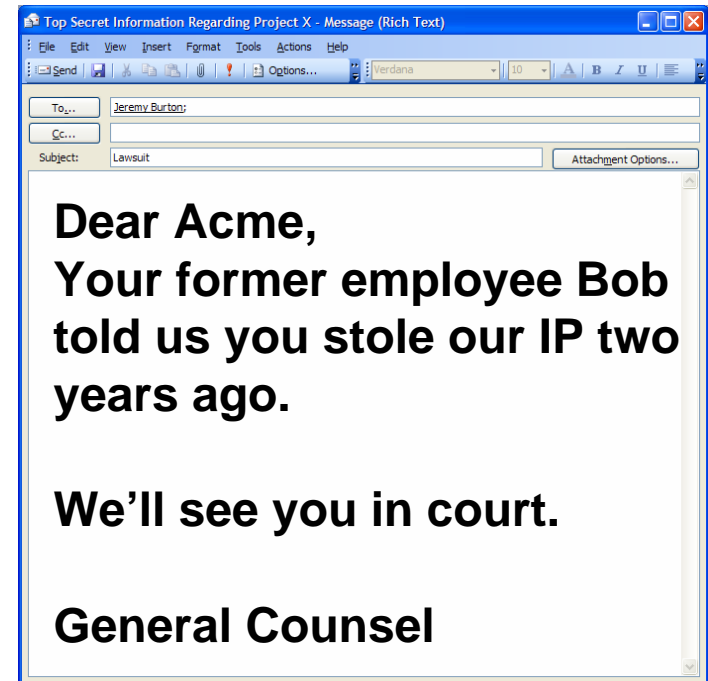 Top Secret Information Regarding Project X - Message (Rich Text)
File Edit View Insert Format Tools Actions Help
Send Options... Verdana 10 A B I U
To... Jeremy Burton;
Cc...
Subject: Lawsuit Attachment Options...
Dear Acme,
Your former employee Bob
told us you stole our IP two
years ago.
We’ll see you in court.
General Counsel